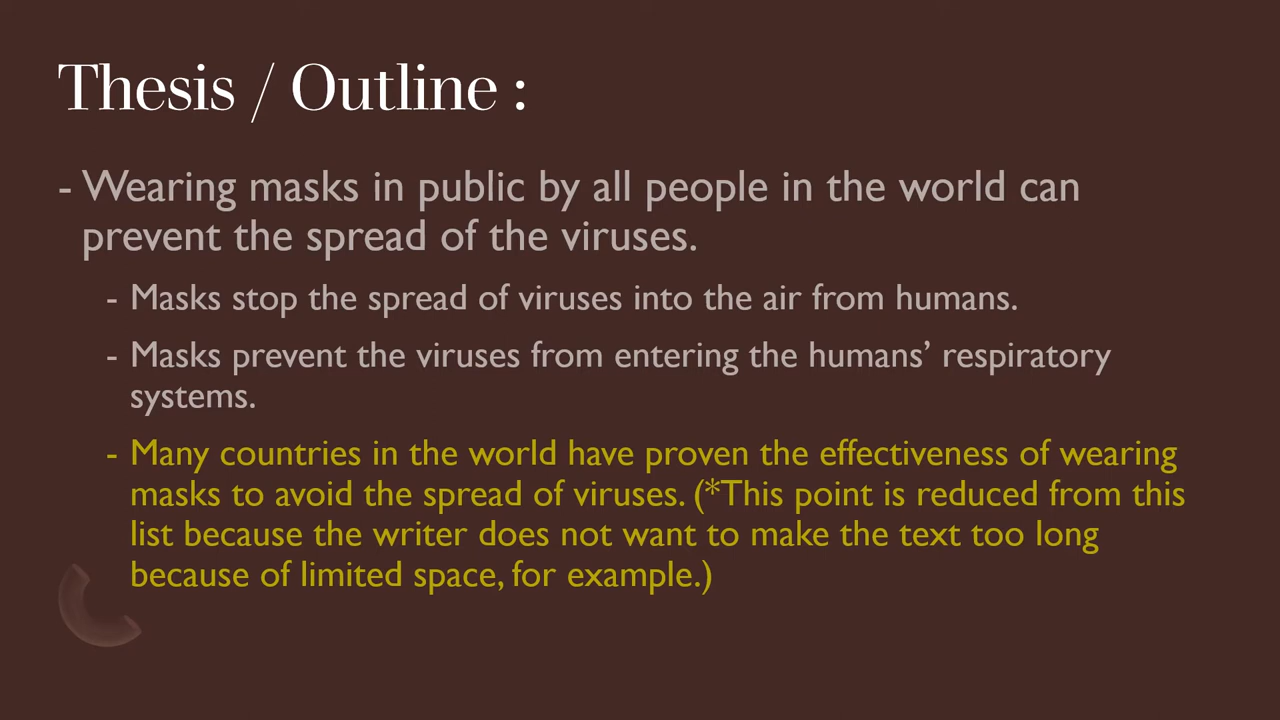 Thesis / Outline :
- Wearing masks in public by all people in the world can
prevent the spread of the viruses.
- Masks stop the spread of viruses into the air from humans.
- Masks prevent the viruses from entering the humans’ respiratory
systems.
- Many countries in the world have proven the effectiveness of wearing
masks to avoid the spread of viruses. (*This point is reduced from this
list because the writer does not want to make the text too long
because of limited space, for example.)